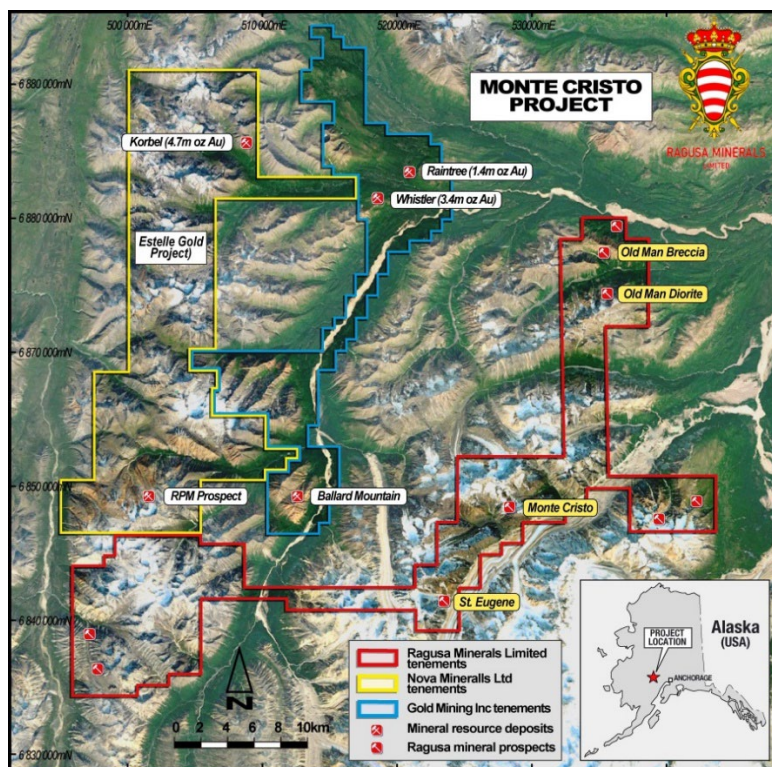 500 000mE
510 000mE
520000mE
530000mE
6 880 000mN
MONTE CRISTO
PROJECT
RAGUSA MINERALS
LIMITED
Korbel (4.7m oz Au)
Raintree (1.4m oz Au)
Whistler (3.4m oz Au)
6 880 000mN
Estelle Gold
Project)
Old Man Breccia
Old Man Diorite
6 870 000mN
6 850 000mN
RPM Prospect
Ballard Mountain
Monte Cristo
St. Eugene
6 840 000mN
6 830 000mN
N
0 2 4 6 8 10km
Ragusa Minerals Limited
tenements
Nova Mineralls Ltd
tenements
Gold Mining Inc tenements
Mineral resource deposits
Ragusa mineral prospects
PROJECT
LOCATION
Alaska
(USA)
ANCHORAGE